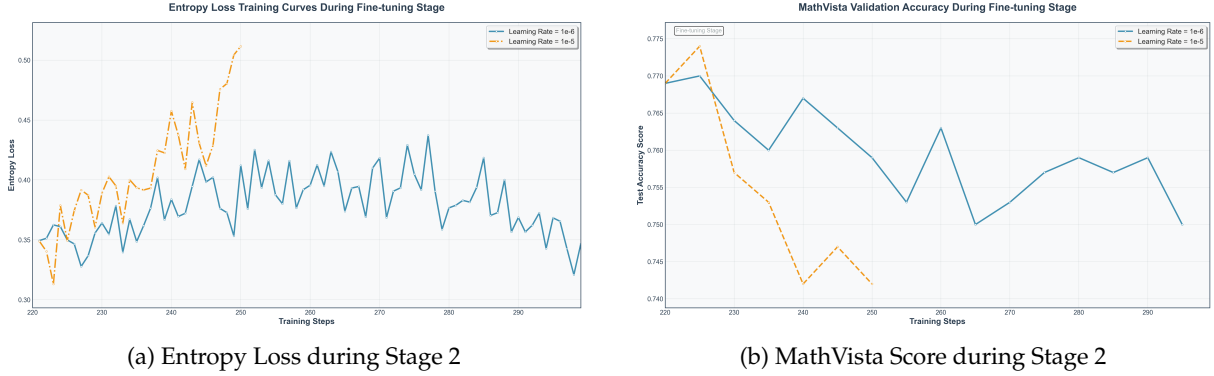 Entropy Loss Training Curves During Fine-tuning Stage
Learning Rate = 1e-6
Learning Rate = 1e-5
Entropy Loss
0.50
0.45
0.40
0.35
0.30
220 230 240 250 260 270 280 290
Training Steps
(a) Entropy Loss during Stage 2
MathVista Validation Accuracy During Fine-tuning Stage
Fine-tuning Stage
Learning Rate = 1e-6
Learning Rate = 1e-5
Test Accuracy Score
0.775
0.770
0.765
0.760
0.755
0.750
0.745
0.740
220 230 240 250 260 270 280 290
Training Steps
(b) MathVista Score during Stage 2